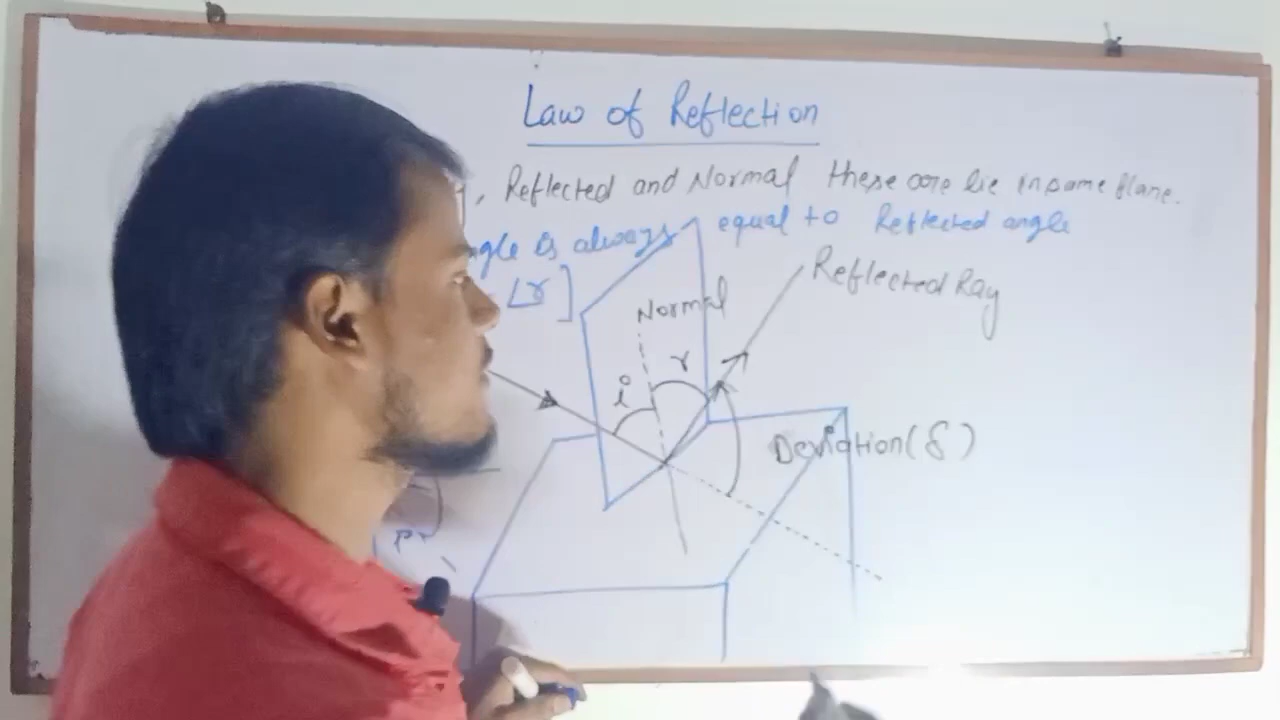 Law of Reflection
, Reflected and Normal these are lie in same plane.
ngle is always equal to Reflected angle
∠r ]
Reflected Ray
Normal
i
r
Deviation(δ)